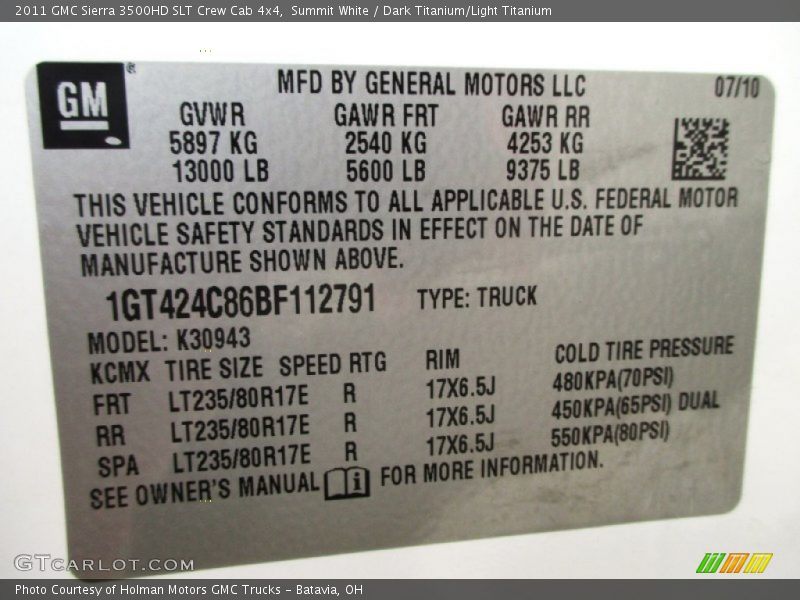 2011 GMC Sierra 3500HD SLT Crew Cab 4x4,  Summit White / Dark Titanium/Light Titanium
GM®
MFD BY GENERAL MOTORS LLC 07/10
GVWR GAWR FRT GAWR RR
5897 KG 2540 KG 4253 KG
13000 LB 5600 LB 9375 LB
THIS VEHICLE CONFORMS TO ALL APPLICABLE U.S. FEDERAL MOTOR
VEHICLE SAFETY STANDARDS IN EFFECT ON THE DATE OF
MANUFACTURE SHOWN ABOVE.
1GT424C86BF112791 TYPE: TRUCK
MODEL: K30943
KCMX TIRE SIZE SPEED RTG RIM COLD TIRE PRESSURE
FRT LT235/80R17E R 17X6.5J 480KPA(70PSI)
RR LT235/80R17E R 17X6.5J 450KPA(65PSI) DUAL
SPA LT235/80R17E R 17X6.5J 550KPA(80PSI)
SEE OWNER'S MANUAL i FOR MORE INFORMATION.
GTCARLOT.COM
Photo Courtesy of Holman Motors GMC Trucks - Batavia, OH